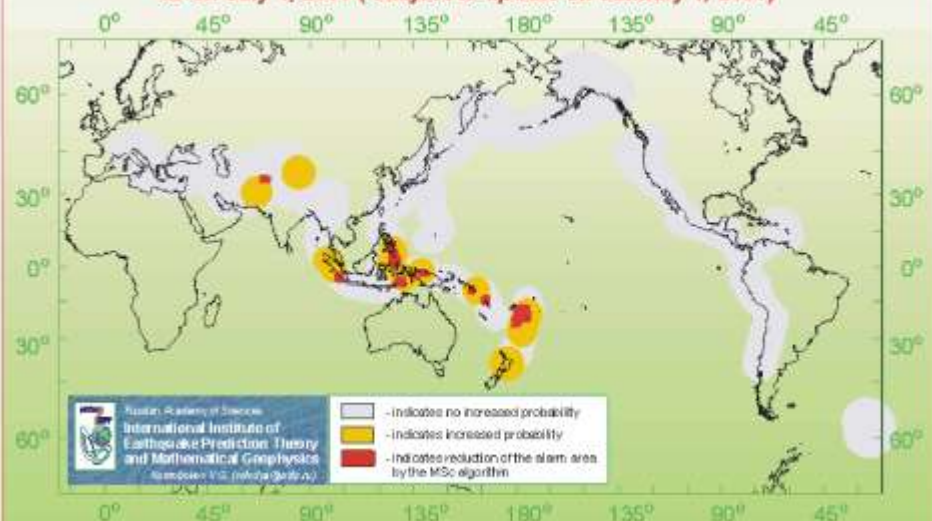 0° 45° 90° 135° 180° 135° 90° 45°
60° 60°
30° 30°
0° 0°
30° 30°
60° 60°
Russian Academy of Sciences
International Institute of
Earthquake Prediction Theory
and Mathematical Geophysics
- indicates no increased probability
- indicates increased probability
- indicates reduction of the alarm area
by the MSc algorithm
0° 45° 90° 135° 180° 135° 90° 45°